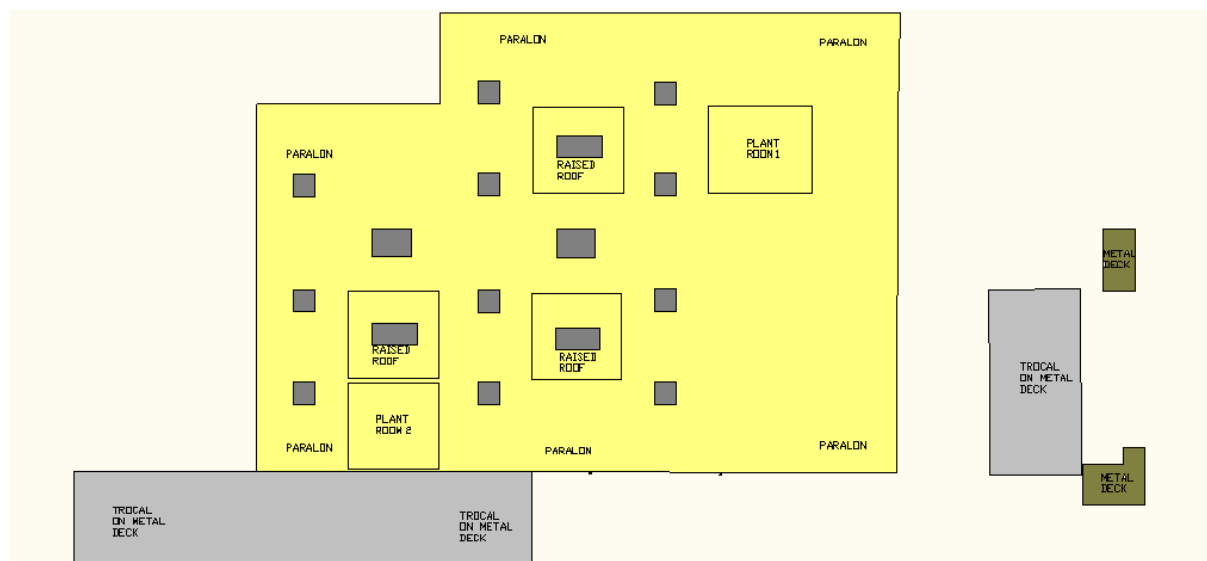 PARALON
PARALON
PLANT
ROOM 1
RAISED
ROOF
PARALON
METAL
DECK
RAISED
ROOF
RAISED
ROOF
TROCAL
ON METAL
DECK
PLANT
ROOM 2
PARALON
PARALON
PARALON
METAL
DECK
TROCAL
ON METAL
DECK
TROCAL
ON METAL
DECK